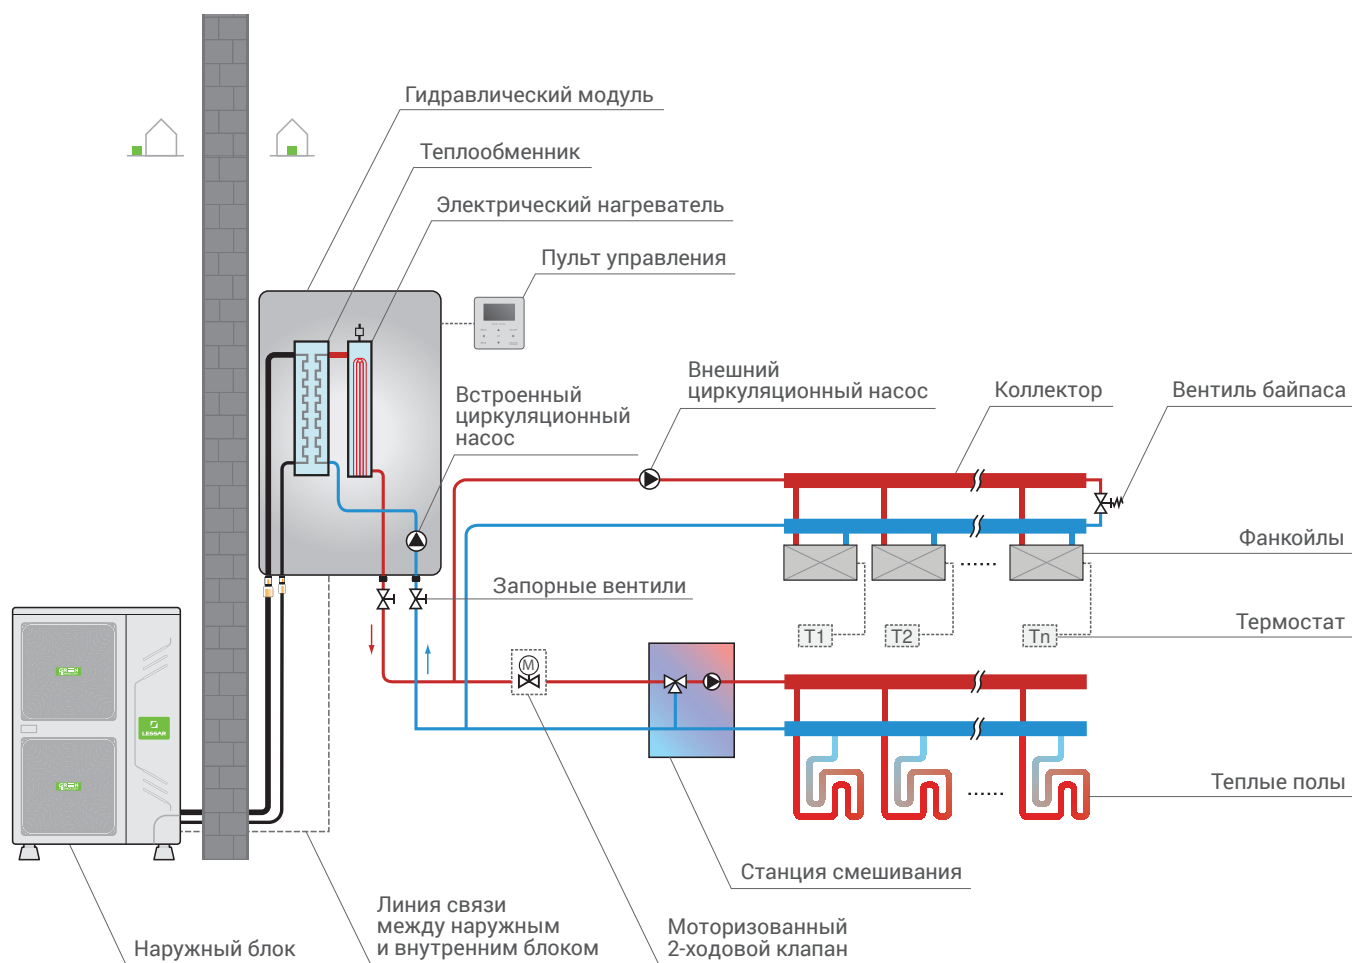 Гидравлический модуль
Теплообменник
Электрический нагреватель
Пульт управления
Встроенный
циркуляционный
насос
Внешний
циркуляционный насос
Коллектор
Вентиль байпаса
Фанкойлы
Запорные вентили
T1
T2
Tn
Термостат
M
LESSAR
Теплые полы
Станция смешивания
Линия связи
между наружным
и внутренним блоком
Моторизованный
2-ходовой клапан
Наружный блок